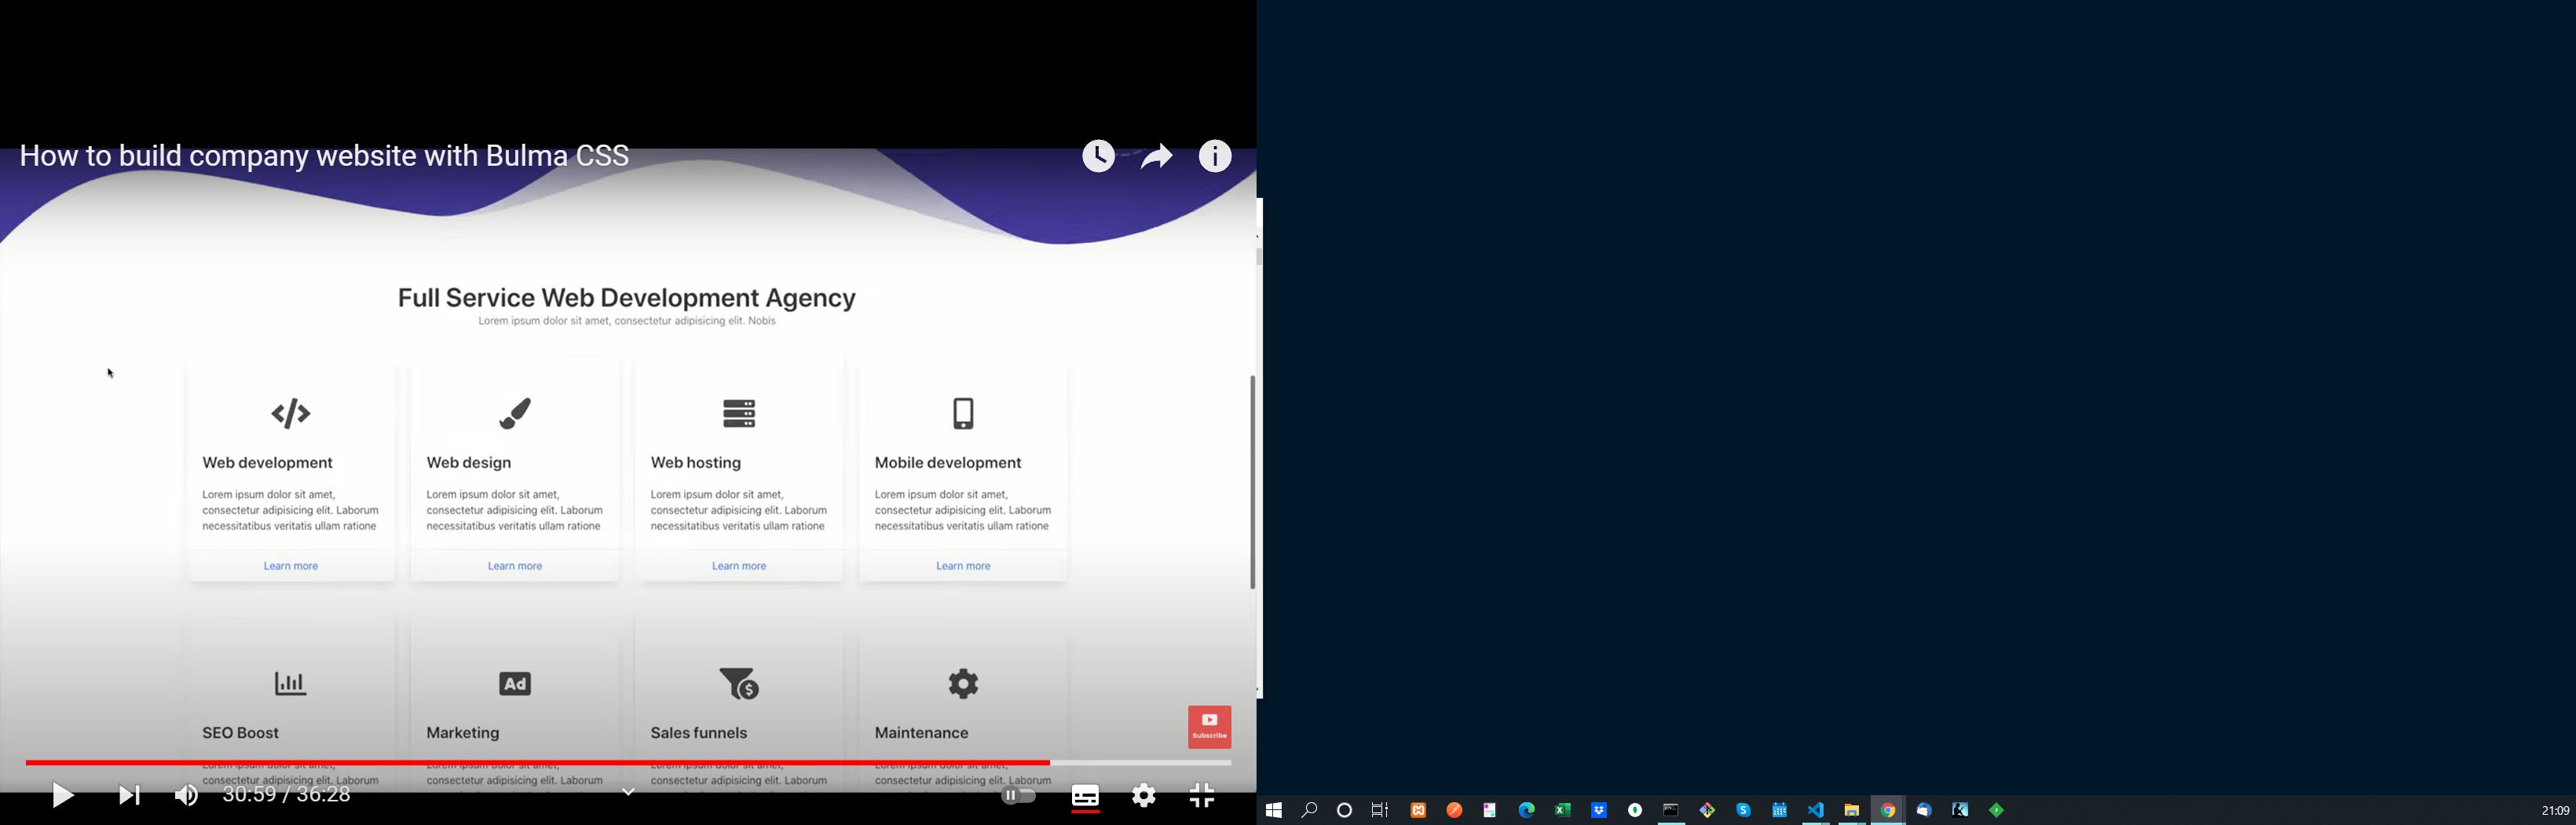 How to build company website with Bulma CSS
Full Service Web Development Agency
Lorem ipsum dolor sit amet, consectetur adipisicing elit. Nobis
Web development
Lorem ipsum dolor sit amet,
consectetur adipisicing elit. Laborum
necessitatibus veritatis ullam ratione
Learn more
Web design
Lorem ipsum dolor sit amet,
consectetur adipisicing elit. Laborum
necessitatibus veritatis ullam ratione
Learn more
Web hosting
Lorem ipsum dolor sit amet,
consectetur adipisicing elit. Laborum
necessitatibus veritatis ullam ratione
Learn more
Mobile development
Lorem ipsum dolor sit amet,
consectetur adipisicing elit. Laborum
necessitatibus veritatis ullam ratione
Learn more
SEO Boost
Lorem ipsum dolor sit amet,
consectetur adipisicing elit. Laborum
Ad
Marketing
Lorem ipsum dolor sit amet,
consectetur adipisicing elit. Laborum
Sales funnels
Lorem ipsum dolor sit amet,
consectetur adipisicing elit. Laborum
Maintenance
Lorem ipsum dolor sit amet,
consectetur adipisicing elit. Laborum
Subscribe
30:59 / 36:28
21:09